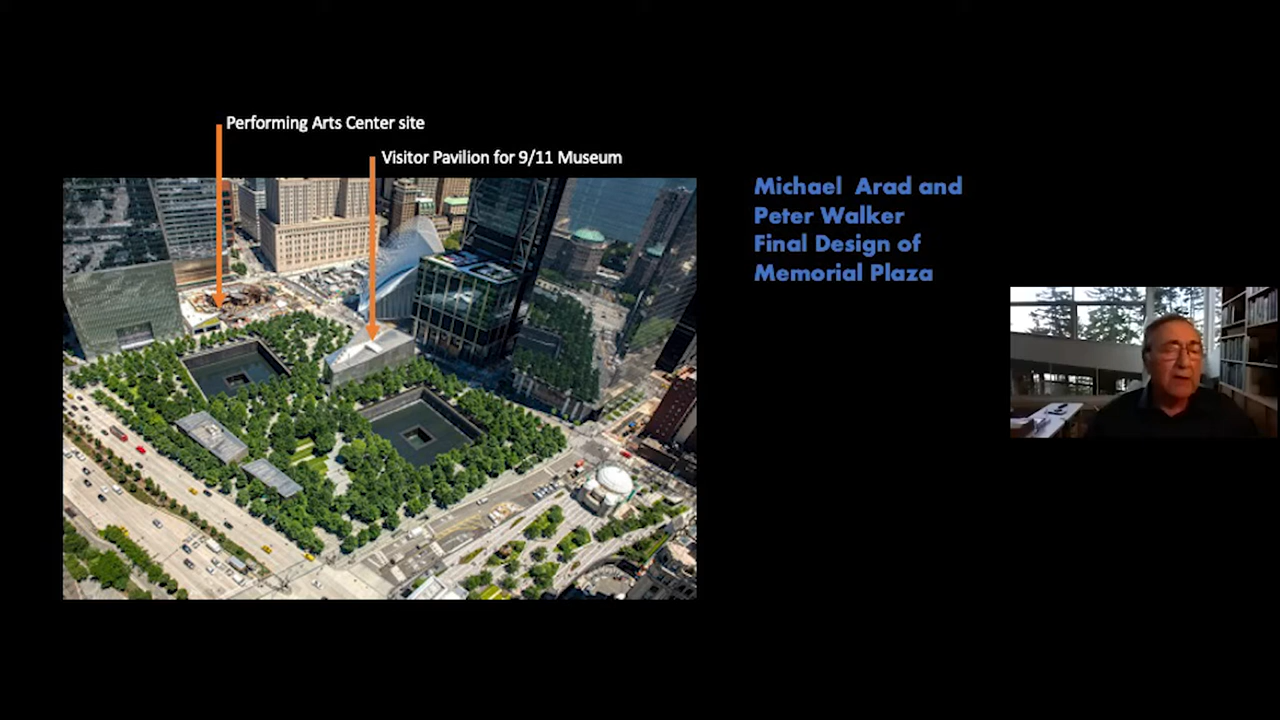 Performing Arts Center site
Visitor Pavilion for 9/11 Museum
Michael Arad and
Peter Walker
Final Design of
Memorial Plaza